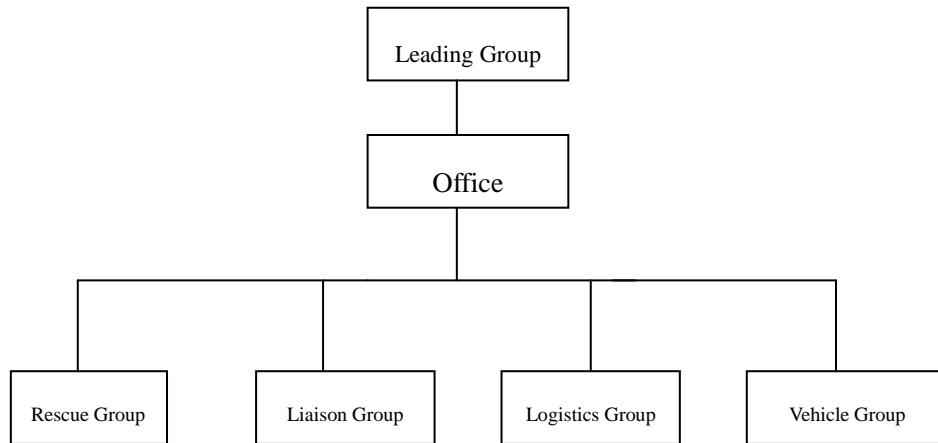 Leading Group
Office
Rescue Group
Liaison Group
Logistics Group
Vehicle Group